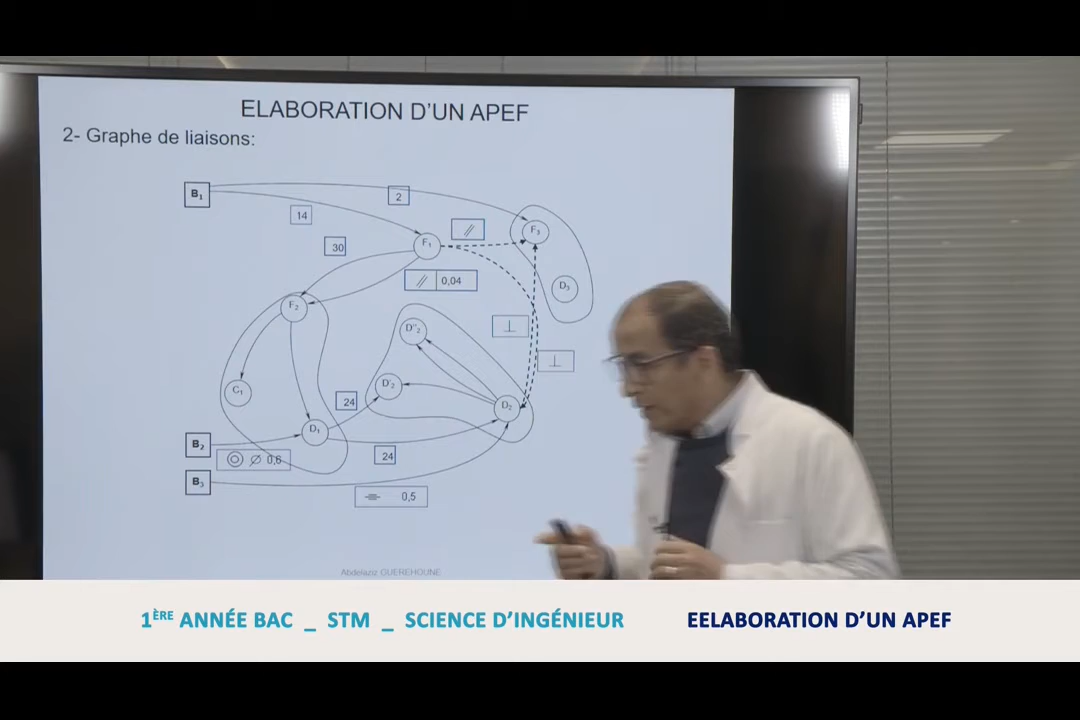 ELABORATION D'UN APEF
2- Graphe de liaisons:
B₁
2
14
F₃
F₁
//
30
// 0,04
D₃
F₂
D''₂
⊥
⊥
C₁
D'₂
24
D₂
D₁
B₂
◎ ⌀ 0,6
24
B₃
0,5
Abdelaziz GUEREHOUNE
1ÈRE ANNÉE BAC _ STM _ SCIENCE D'INGÉNIEUR
EELABORATION D'UN APEF